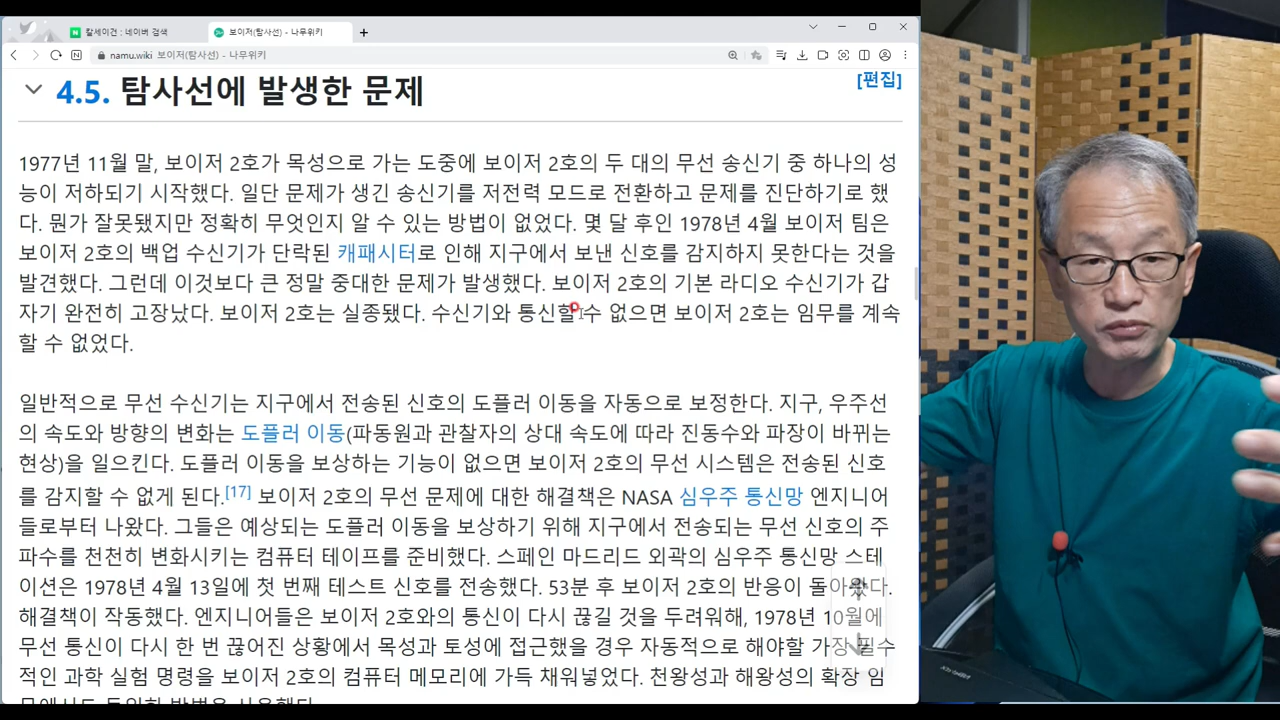 칼세이건 : 네이버 검색
보이저(탐사선) - 나무위키
namu.wiki 보이저(탐사선) - 나무위키
4.5. 탐사선에 발생한 문제
[편집]
1977년 11월 말, 보이저 2호가 목성으로 가는 도중에 보이저 2호의 두 대의 무선 송신기 중 하나의 성
능이 저하되기 시작했다. 일단 문제가 생긴 송신기를 저전력 모드로 전환하고 문제를 진단하기로 했
다. 뭔가 잘못됐지만 정확히 무엇인지 알 수 있는 방법이 없었다. 몇 달 후인 1978년 4월 보이저 팀은
보이저 2호의 백업 수신기가 단락된 캐패시터로 인해 지구에서 보낸 신호를 감지하지 못한다는 것을
발견했다. 그런데 이것보다 큰 정말 중대한 문제가 발생했다. 보이저 2호의 기본 라디오 수신기가 갑
자기 완전히 고장났다. 보이저 2호는 실종됐다. 수신기와 통신할 수 없으면 보이저 2호는 임무를 계속
할 수 없었다.
일반적으로 무선 수신기는 지구에서 전송된 신호의 도플러 이동을 자동으로 보정한다. 지구, 우주선
의 속도와 방향의 변화는 도플러 이동(파동원과 관찰자의 상대 속도에 따라 진동수와 파장이 바뀌는
현상)을 일으킨다. 도플러 이동을 보상하는 기능이 없으면 보이저 2호의 무선 시스템은 전송된 신호
를 감지할 수 없게 된다.[17] 보이저 2호의 무선 문제에 대한 해결책은 NASA 심우주 통신망 엔지니어
들로부터 나왔다. 그들은 예상되는 도플러 이동을 보상하기 위해 지구에서 전송되는 무선 신호의 주
파수를 천천히 변화시키는 컴퓨터 테이프를 준비했다. 스페인 마드리드 외곽의 심우주 통신망 스테
이션은 1978년 4월 13일에 첫 번째 테스트 신호를 전송했다. 53분 후 보이저 2호의 반응이 돌아왔다.
해결책이 작동했다. 엔지니어들은 보이저 2호와의 통신이 다시 끊길 것을 두려워해, 1978년 10월에
무선 통신이 다시 한 번 끊어진 상황에서 목성과 토성에 접근했을 경우 자동적으로 해야할 가장 필수
적인 과학 실험 명령을 보이저 2호의 컴퓨터 메모리에 가득 채워넣었다. 천왕성과 해왕성의 확장 임